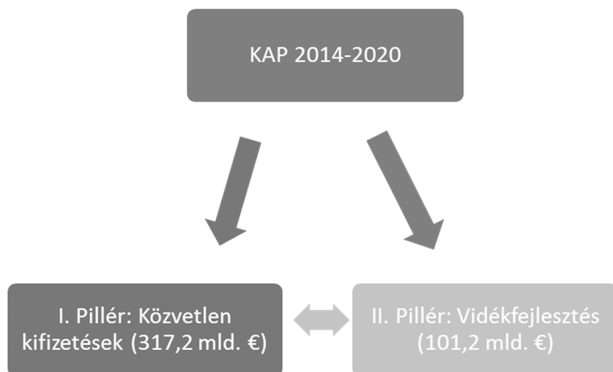 KAP 2014-2020
I. Pillér: Közvetlen
kifizetések (317,2 mld. €)
II. Pillér: Vidékfejlesztés
(101,2 mld. €)